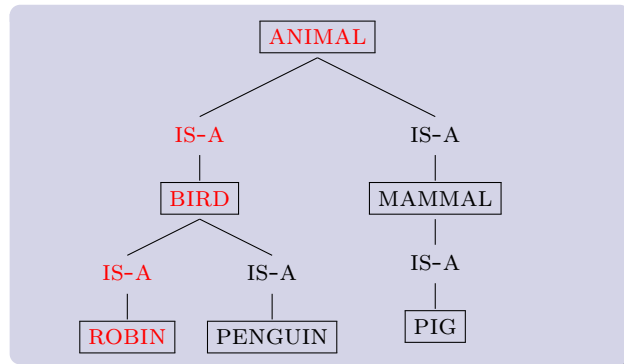 ANIMAL
IS-A IS-A
BIRD MAMMAL
IS-A IS-A IS-A
ROBIN PENGUIN PIG